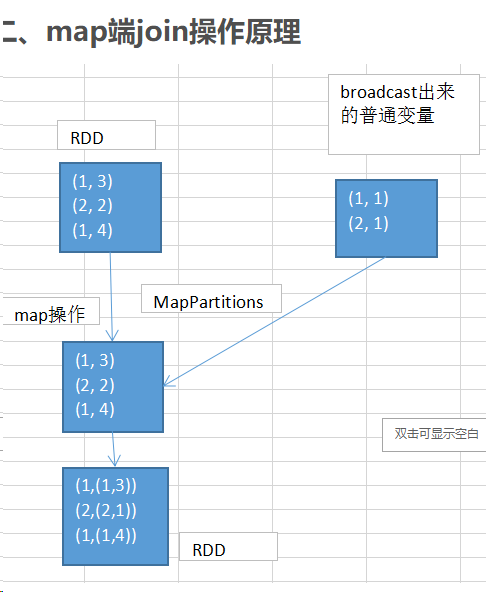 二、map端join操作原理
broadcast出来
的普通变量
RDD
(1, 3)
(2, 2)
(1, 4)
(1, 1)
(2, 1)
MapPartitions
map操作
(1, 3)
(2, 2)
(1, 4)
双击可显示空白
(1,(1,3))
(2,(2,1))
(1,(1,4))
RDD